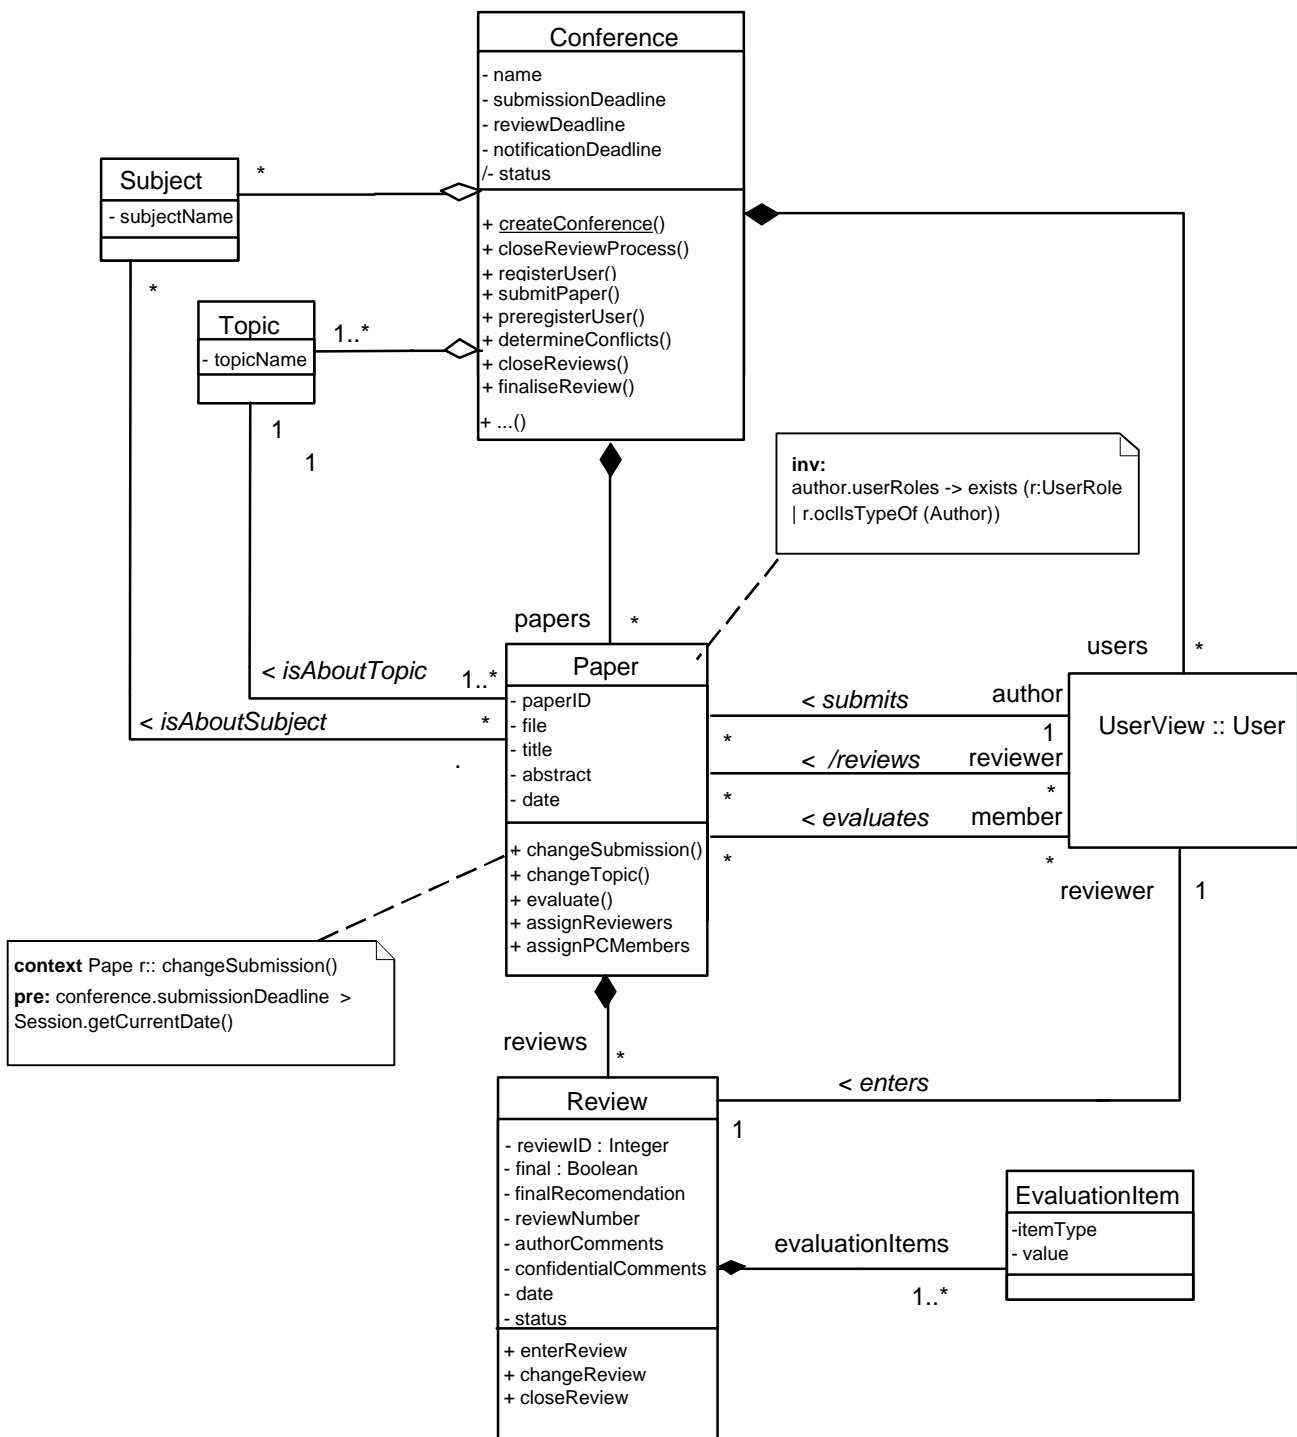 Conference
- name
- submissionDeadline
- reviewDeadline
- notificationDeadline
/- status
+ createConference()
+ closeReviewProcess()
+ registerUser()
+ submitPaper()
+ preregisterUser()
+ determineConflicts()
+ closeReviews()
+ finaliseReview()
+ ...()
Subject
- subjectName
*
*
Topic
- topicName
1..*
1
1
inv:
author.userRoles -> exists (r:UserRole
| r.oclIsTypeOf (Author))
papers
*
users
*
< isAboutTopic
1..*
< isAboutSubject
*
.
Paper
- paperID
- file
- title
- abstract
- date
+ changeSubmission()
+ changeTopic()
+ evaluate()
+ assignReviewers
+ assignPCMembers
< submits
author
*
1
< /reviews
reviewer
*
*
< evaluates
member
*
*
UserView :: User
reviewer
1
context Pape r:: changeSubmission()
pre: conference.submissionDeadline >
Session.getCurrentDate()
reviews
*
< enters
1
Review
- reviewID : Integer
- final : Boolean
- finalRecomendation
- reviewNumber
- authorComments
- confidentialComments
- date
- status
+ enterReview
+ changeReview
+ closeReview
evaluationItems
1..*
EvaluationItem
-itemType
- value